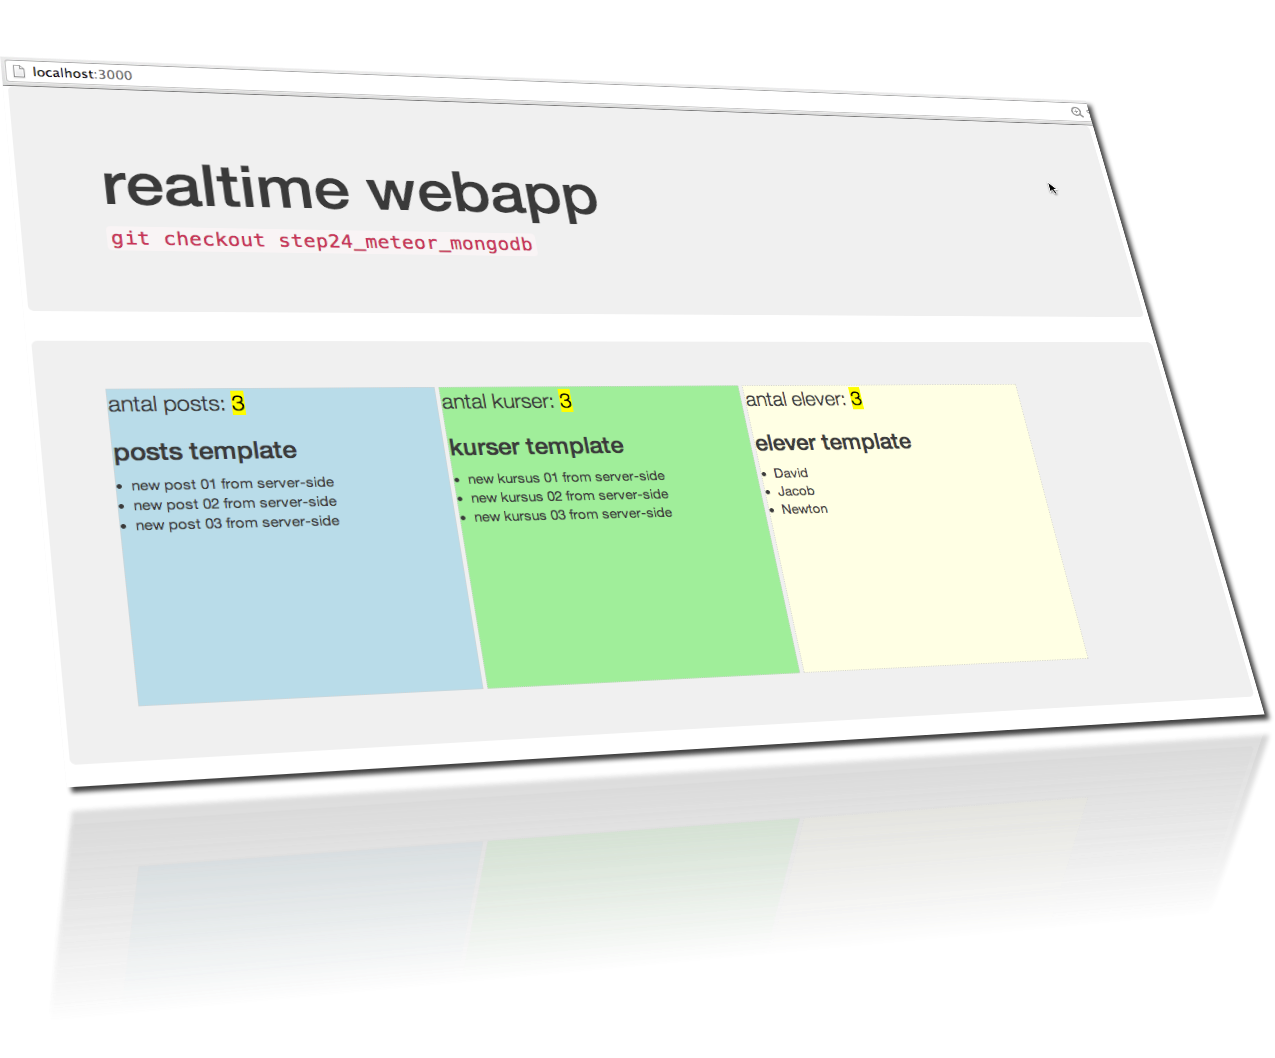 localhost:3000
realtime webapp
git checkout step24_meteor_mongodb
antal posts: 3
posts template
new post 01 from server-side
new post 02 from server-side
new post 03 from server-side
antal kurser: 3
kurser template
new kursus 01 from server-side
new kursus 02 from server-side
new kursus 03 from server-side
antal elever: 3
elever template
David
Jacob
Newton